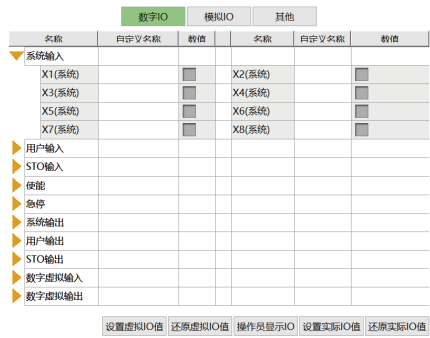 数字IO 模拟IO 其他
名称 自定义名称 数值 名称 自定义名称 数值
系统输入
X1(系统) X2(系统)
X3(系统) X4(系统)
X5(系统) X6(系统)
X7(系统) X8(系统)
用户输入
STO输入
使能
急停
系统输出
用户输出
STO输出
数字虚拟输入
数字虚拟输出
设置虚拟IO值 还原虚拟IO值 操作员显示IO 设置实际IO值 还原实际IO值